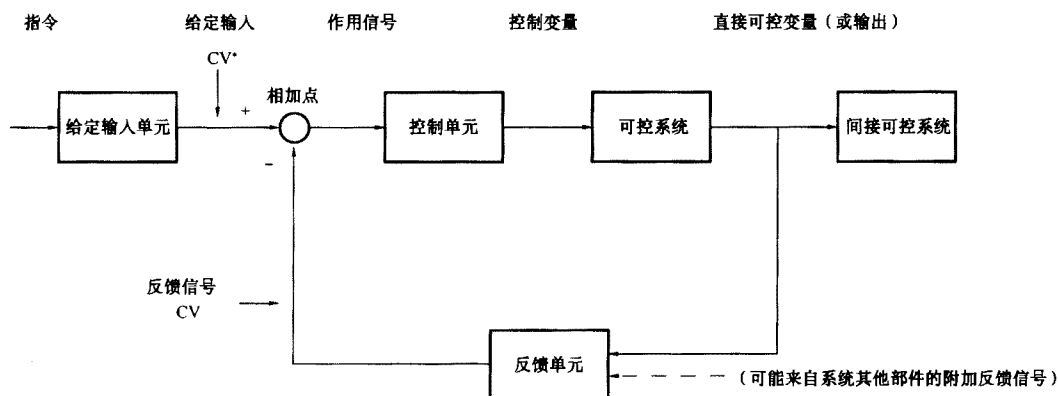 指令
给定输入
作用信号
控制变量
直接可控变量（或输出）
CV*
相加点
+
给定输入单元
控制单元
可控系统
间接可控系统
-
反馈信号
CV
反馈单元
（可能来自系统其他部件的附加反馈信号）